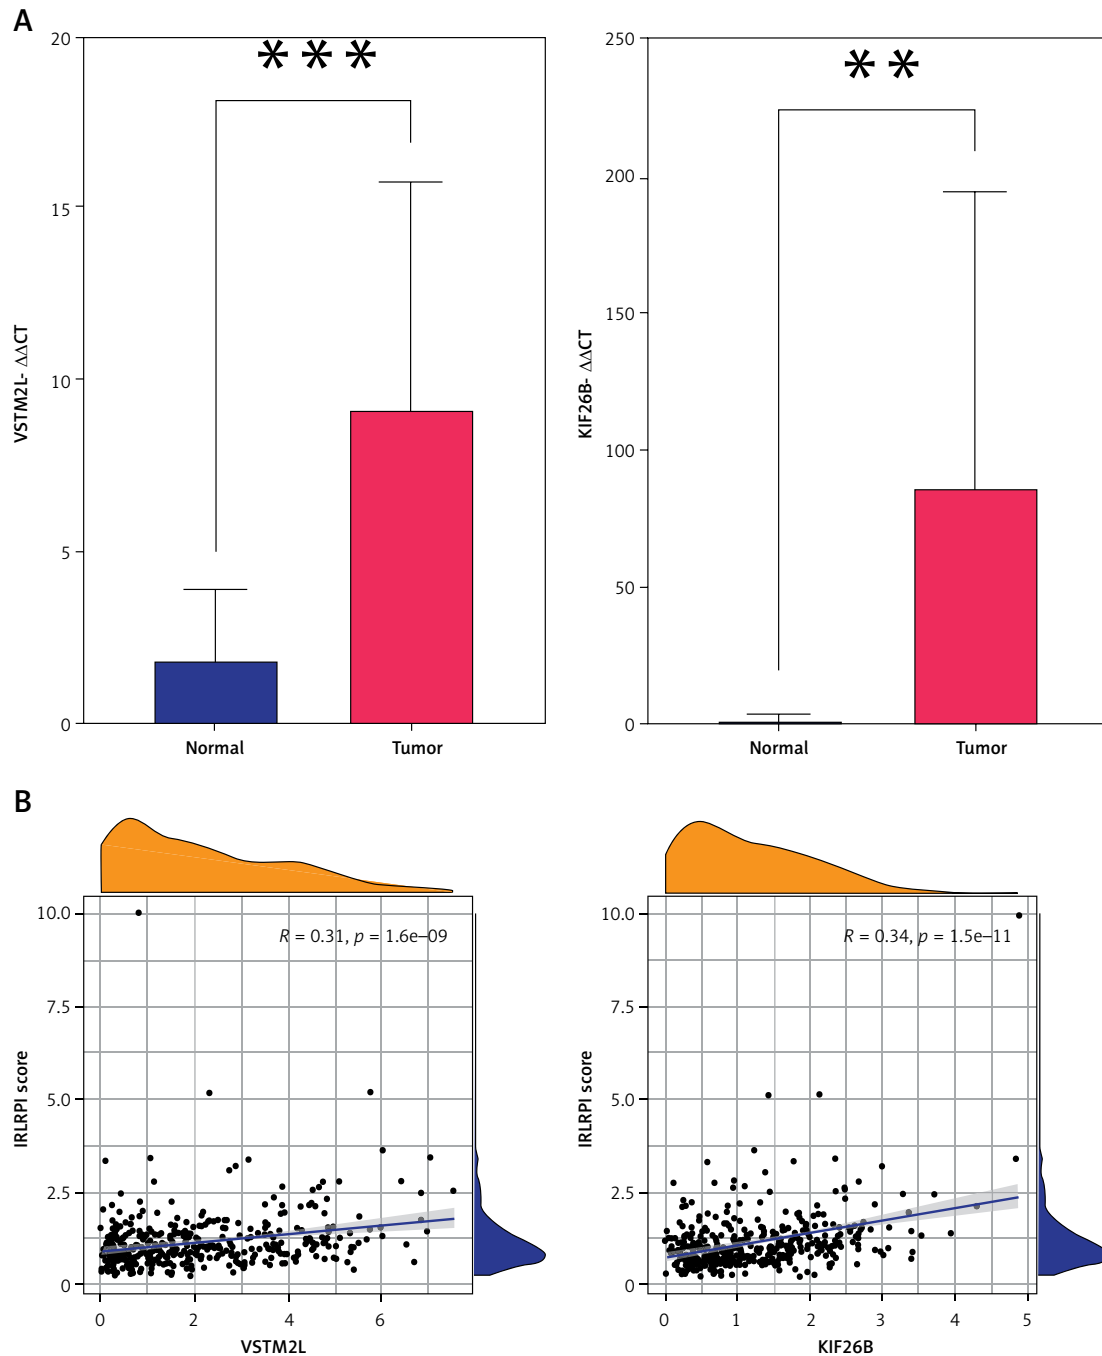 A
VSTM2L- ΔΔCT
20
15
10
5
0
***
Normal Tumor
KIF26B- ΔΔCT
250
200
150
100
50
0
**
Normal Tumor
B
IRLRPI score
10.0
7.5
5.0
2.5
0
R = 0.31, p = 1.6e–09
0 2 4 6
VSTM2L
IRLRPI score
10.0
7.5
5.0
2.5
0
R = 0.34, p = 1.5e–11
0 1 2 3 4 5
KIF26B